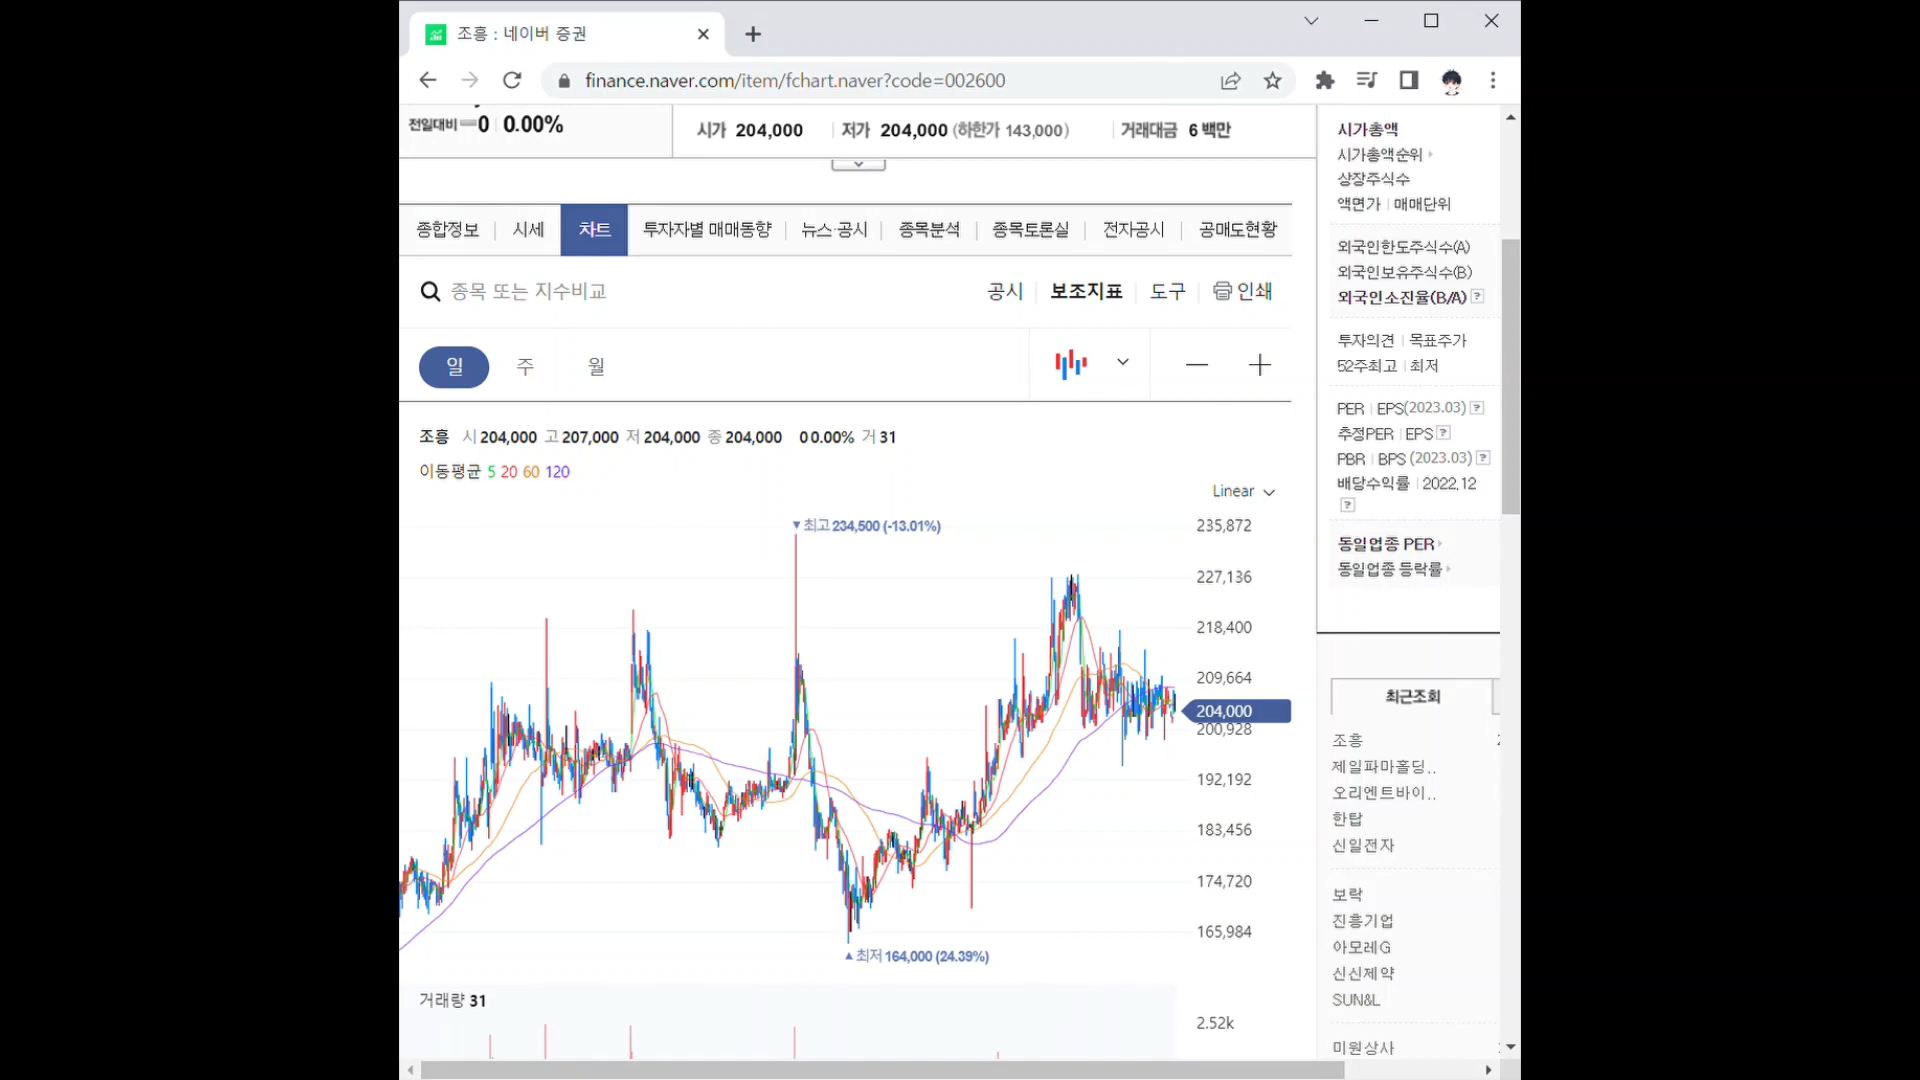 조흥 : 네이버 증권
finance.naver.com/item/fchart.naver?code=002600
전일대비 0 0.00%
시가 204,000 저가 204,000 (하한가 143,000) 거래대금 6 백만
종합정보 시세 차트 투자자별 매매동향 뉴스·공시 종목분석 종목토론실 전자공시 공매도현황
종목 또는 지수비교 공시 보조지표 도구 인쇄
일 주 월
조흥 시 204,000 고 207,000 저 204,000 종 204,000 0 0.00% 거 31
이동평균 5 20 60 120
Linear
최고 234,500 (-13.01%)
235,872
227,136
218,400
209,664
204,000
200,928
192,192
183,456
174,720
165,984
최저 164,000 (24.39%)
거래량 31
2.52k
시가총액
시가총액순위
상장주식수
액면가 매매단위
외국인한도주식수(A)
외국인보유주식수(B)
외국인소진율(B/A) ?
투자의견 목표주가
52주최고 최저
PER EPS(2023.03) ?
추정PER EPS ?
PBR BPS (2023.03) ?
배당수익률 2022.12
?
동일업종 PER
동일업종 등락률
최근조회
조흥
제일파마홀딩..
오리엔트바이..
한탑
신일전자
보락
진흥기업
아모레G
신신제약
SUN&L
미원상사